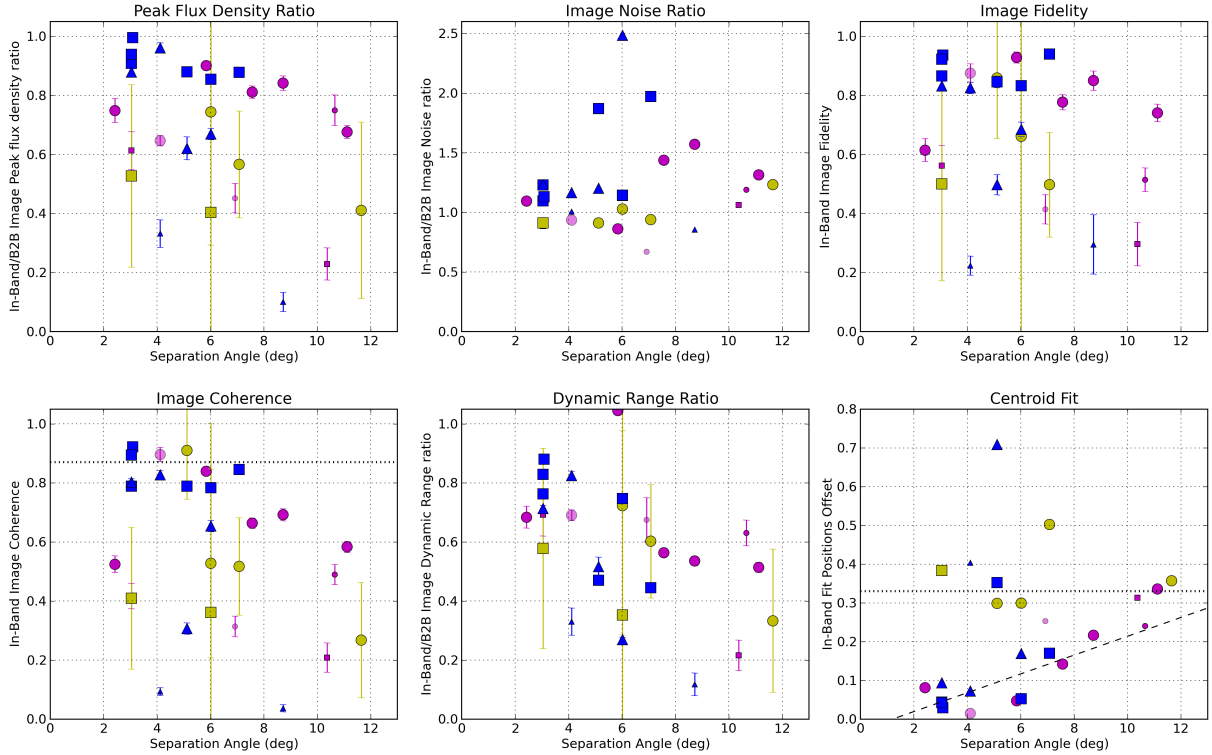 Peak Flux Density Ratio
In-Band/B2B Image Peak flux density ratio
1.0
0.8
0.6
0.4
0.2
0.0
0 2 4 6 8 10 12
Separation Angle (deg)
Image Noise Ratio
In-Band/B2B Image Noise ratio
2.5
2.0
1.5
1.0
0.5
0.0
0 2 4 6 8 10 12
Separation Angle (deg)
Image Fidelity
In-Band Image Fidelity
1.0
0.8
0.6
0.4
0.2
0.0
0 2 4 6 8 10 12
Separation Angle (deg)
Image Coherence
In-Band Image Coherence
1.0
0.8
0.6
0.4
0.2
0.0
0 2 4 6 8 10 12
Separation Angle (deg)
Dynamic Range Ratio
In-Band/B2B Image Dynamic Range ratio
1.0
0.8
0.6
0.4
0.2
0.0
0 2 4 6 8 10 12
Separation Angle (deg)
Centroid Fit
In-Band Fit Positions Offset
0.8
0.7
0.6
0.5
0.4
0.3
0.2
0.1
0.0
0 2 4 6 8 10 12
Separation Angle (deg)